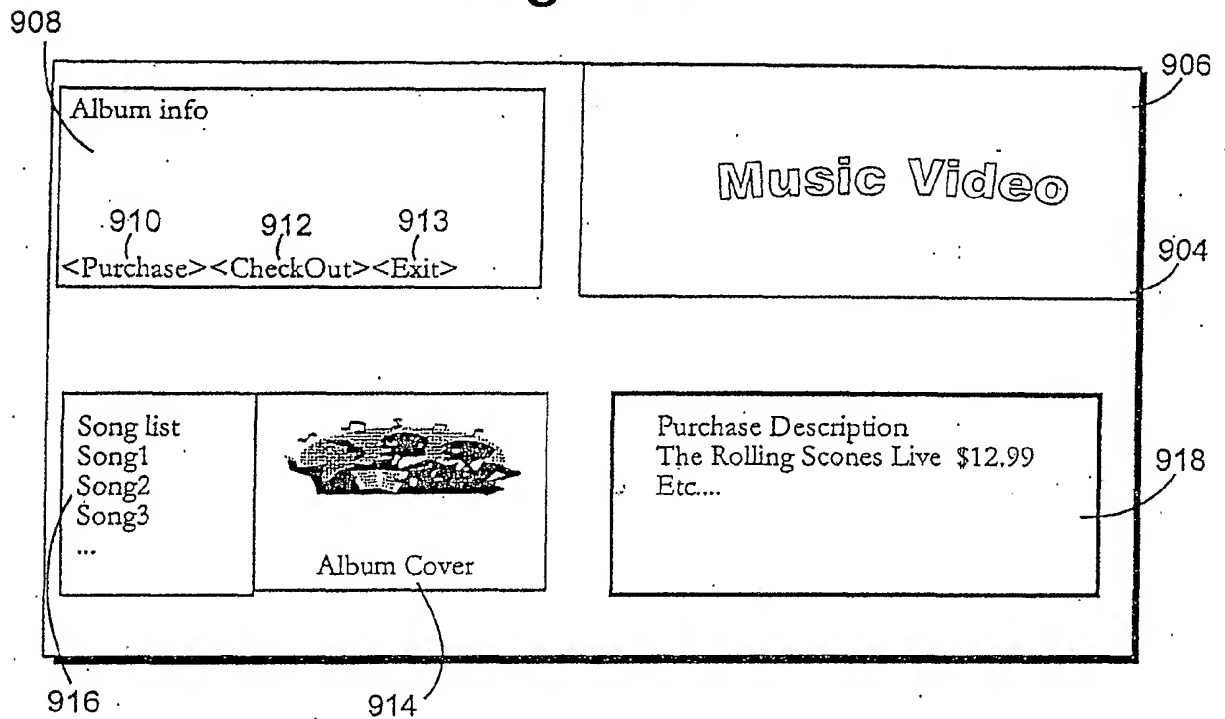 908
906
Album info
Music Video
910 912 913
904
<Purchase><CheckOut><Exit>
Song list
Song1
Song2
Song3
...
Album Cover
Purchase Description
The Rolling Scones Live $12.99
Etc....
918
916
914